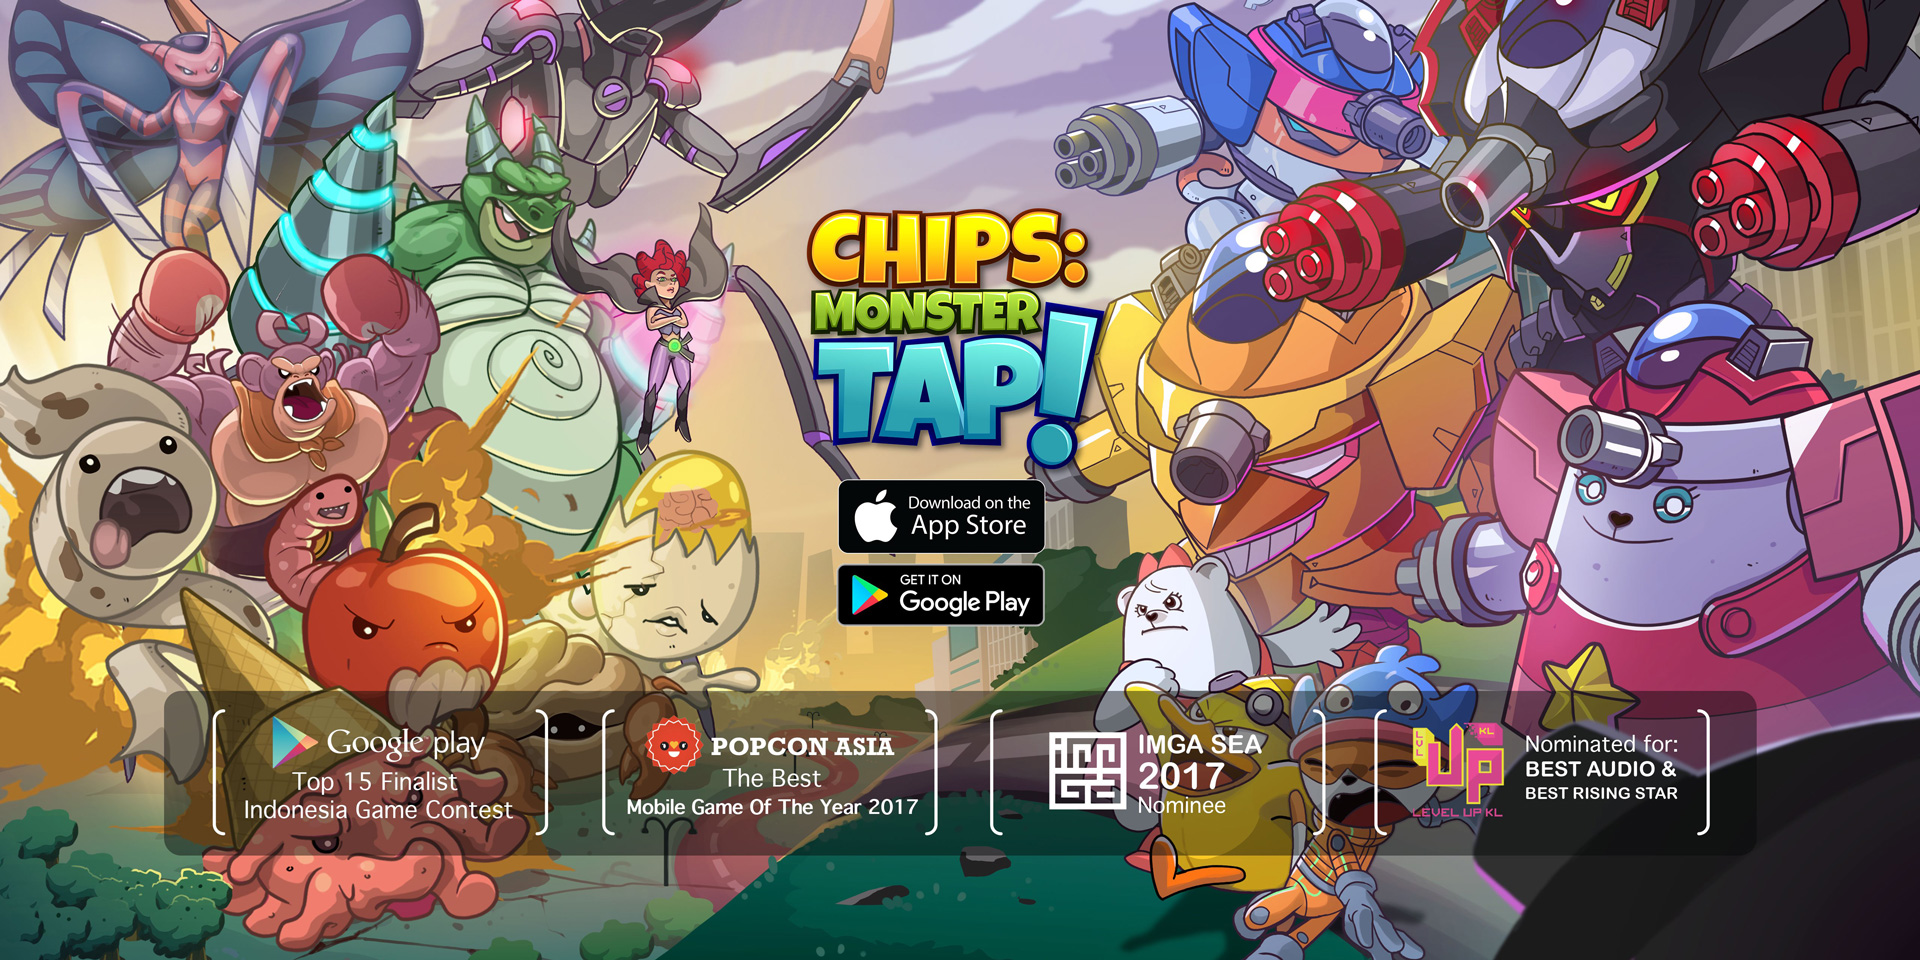 CHIPS:
MONSTER
TAP!
Download on the
App Store
GET IT ON
Google Play
Google play
Top 15 Finalist
Indonesia Game Contest
POPCON ASIA
The Best
Mobile Game Of The Year 2017
IMGA
IMGA SEA
2017
Nominee
LVL
UP
KL
LEVEL UP KL
Nominated for:
BEST AUDIO &
BEST RISING STAR